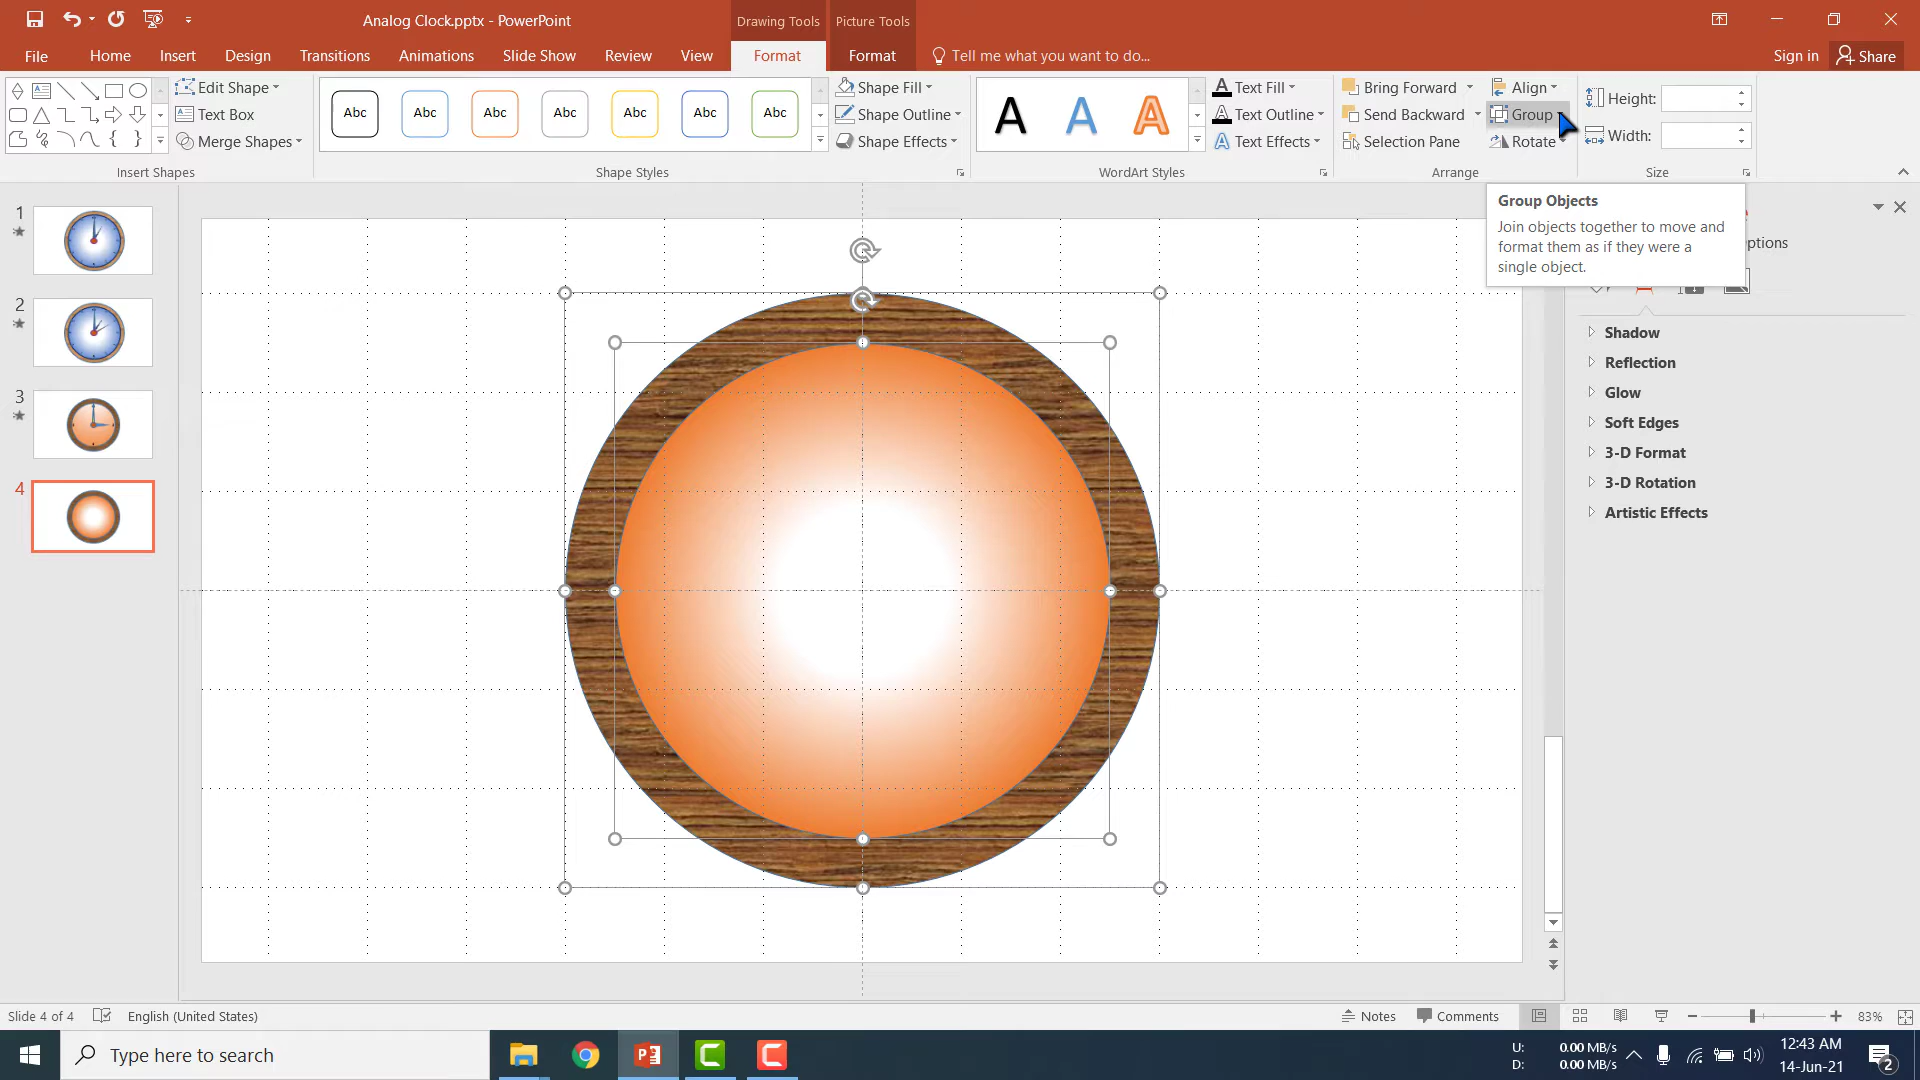 Analog Clock.pptx - PowerPoint
Drawing Tools
Picture Tools
File
Home
Insert
Design
Transitions
Animations
Slide Show
Review
View
Format
Format
Tell me what you want to do...
Sign in
Share
Edit Shape
Text Box
Merge Shapes
Insert Shapes
Abc
Abc
Abc
Abc
Abc
Abc
Abc
Shape Fill
Shape Outline
Shape Effects
Shape Styles
A
A
A
Text Fill
Text Outline
Text Effects
WordArt Styles
Bring Forward
Send Backward
Selection Pane
Align
Group
Rotate
Arrange
Height:
Width:
Size
Group Objects
Join objects together to move and
format them as if they were a
single object.
ptions
Shadow
Reflection
Glow
Soft Edges
3-D Format
3-D Rotation
Artistic Effects
1
2
3
4
Slide 4 of 4
English (United States)
Notes
Comments
83%
Type here to search
U:
0.00 MB/s
D:
0.00 MB/s
12:43 AM
14-Jun-21
2